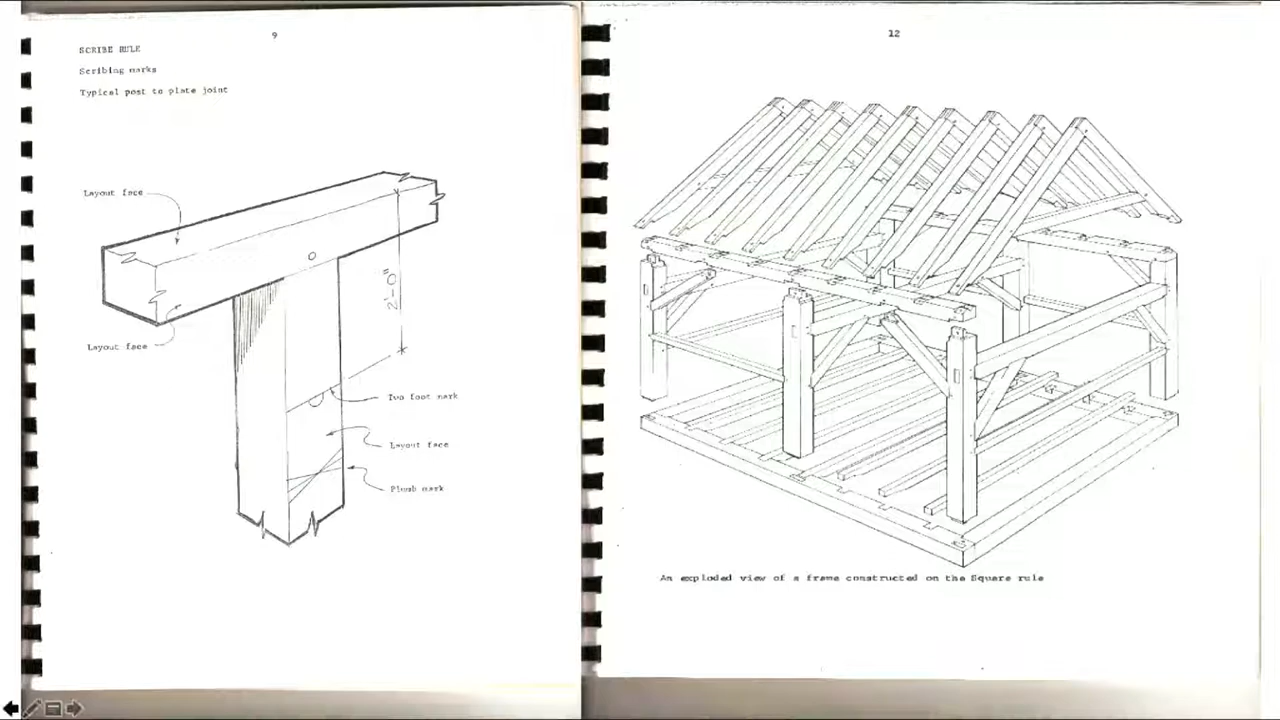 9
SCRIBE RULE
Scribing marks
Typical post to plate joint
Layout face
2'-0"
Layout face
Two foot mark
Layout face
Plumb mark
12
An exploded view of a frame constructed on the Square rule